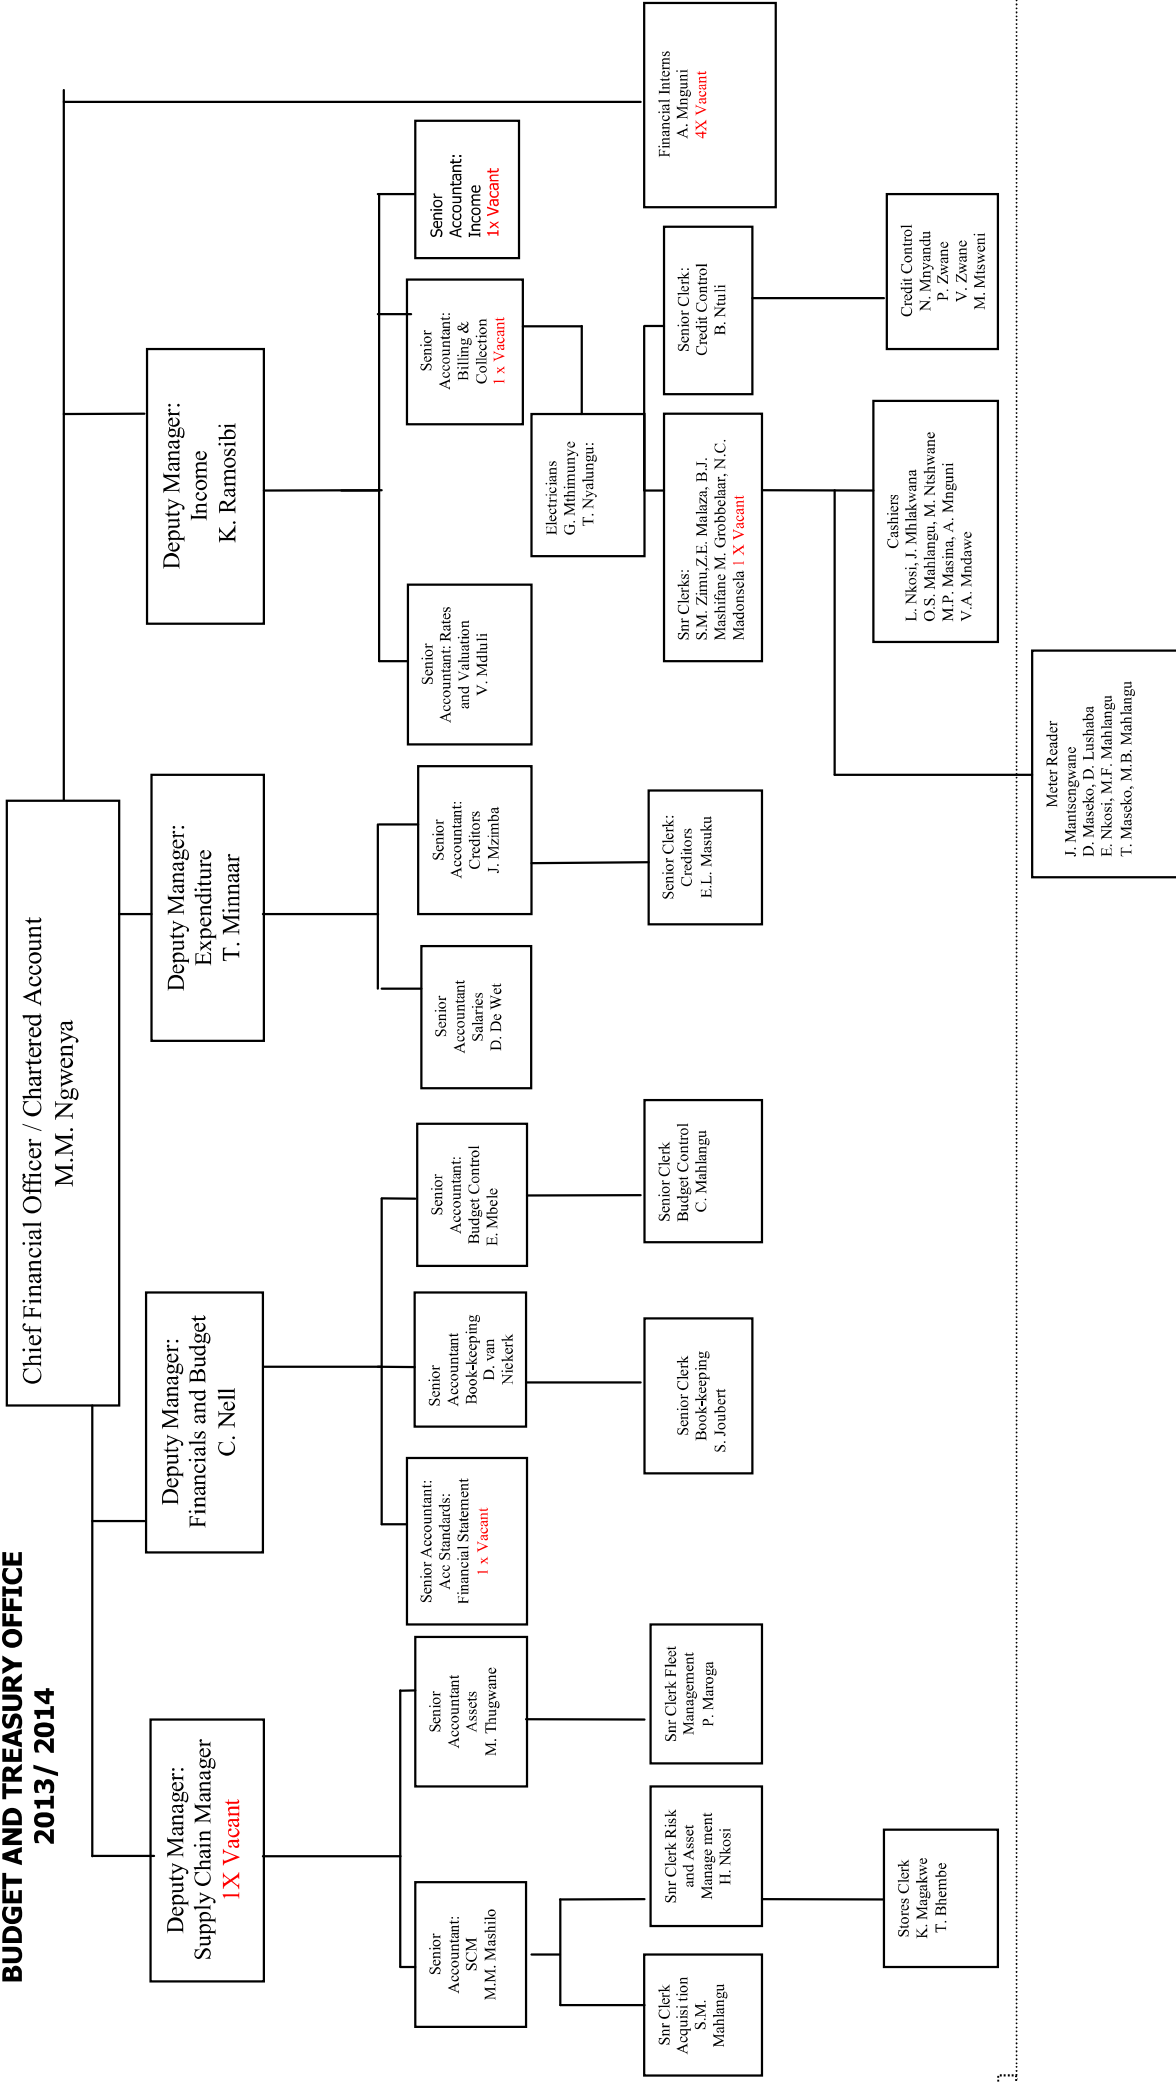 BUDGET AND TREASURY OFFICE
2013/ 2014
Chief Financial Officer / Chartered Account
M.M. Ngwenya
Deputy Manager:
Supply Chain Manager
1X Vacant
Deputy Manager:
Financials and Budget
C. Nell
Deputy Manager:
Expenditure
T. Minnaar
Deputy Manager:
Income
K. Ramosibi
Senior
Accountant:
SCM
M.M. Mashilo
Senior
Accountant
Assets
M. Thugwane
Senior Accountant:
Acc Standards:
Financial Statement
1 x Vacant
Senior
Accountant
Book-keeping
D. van
Niekerk
Senior
Accountant:
Budget Control
E. Mbele
Senior
Accountant
Salaries
D. De Wet
Senior
Accountant:
Creditors
J. Mzimba
Senior
Accountant: Rates
and Valuation
V. Mdluli
Senior
Accountant:
Billing &
Collection
1 x Vacant
Senior
Accountant:
Income
1x Vacant
Electricians
G. Mthimunye
T. Nyalungu:
Snr Clerk
Acquisi tion
S.M.
Mahlangu
Snr Clerk Risk
and Asset
Manage ment
H. Nkosi
Snr Clerk Fleet
Management
P. Maroga
Senior Clerk
Book-keeping
S. Joubert
Senior Clerk
Budget Control
C. Mahlangu
Senior Clerk:
Creditors
E.L. Masuku
Snr Clerks:
S.M. Zimu,Z.E. Malaza, B.J.
Mashifane M. Grobbelaar, N.C.
Madonsela 1 X Vacant
Senior Clerk:
Credit Control
B. Ntuli
Financial Interns
A. Mnguni
4X Vacant
Stores Clerk
K. Magakwe
T. Bhembe
Cashiers
L. Nkosi, J. Mhlakwana
O.S. Mahlangu, M. Ntshwane
M.P. Masina, A. Mnguni
V.A. Mndawe
Credit Control
N. Mnyandu
P. Zwane
V. Zwane
M. Mtsweni
Meter Reader
J. Mantsengwane
D. Maseko, D. Lushaba
E. Nkosi, M.F. Mahlangu
T. Maseko, M.B. Mahlangu